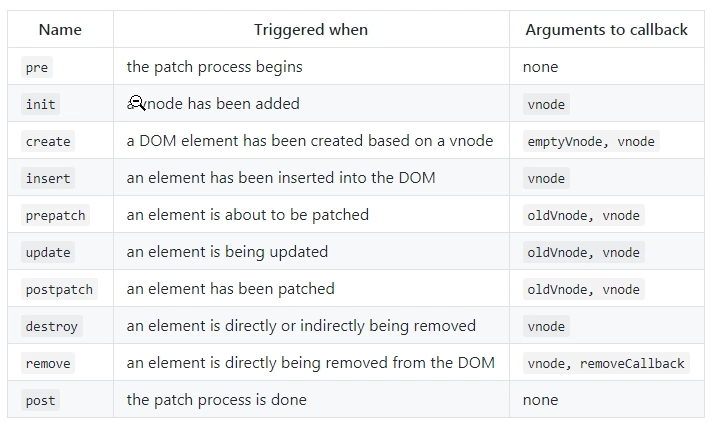 Name Triggered when Arguments to callback
pre the patch process begins none
init a vnode has been added vnode
create a DOM element has been created based on a vnode emptyVnode, vnode
insert an element has been inserted into the DOM vnode
prepatch an element is about to be patched oldVnode, vnode
update an element is being updated oldVnode, vnode
postpatch an element has been patched oldVnode, vnode
destroy an element is directly or indirectly being removed vnode
remove an element is directly being removed from the DOM vnode, removeCallback
post the patch process is done none